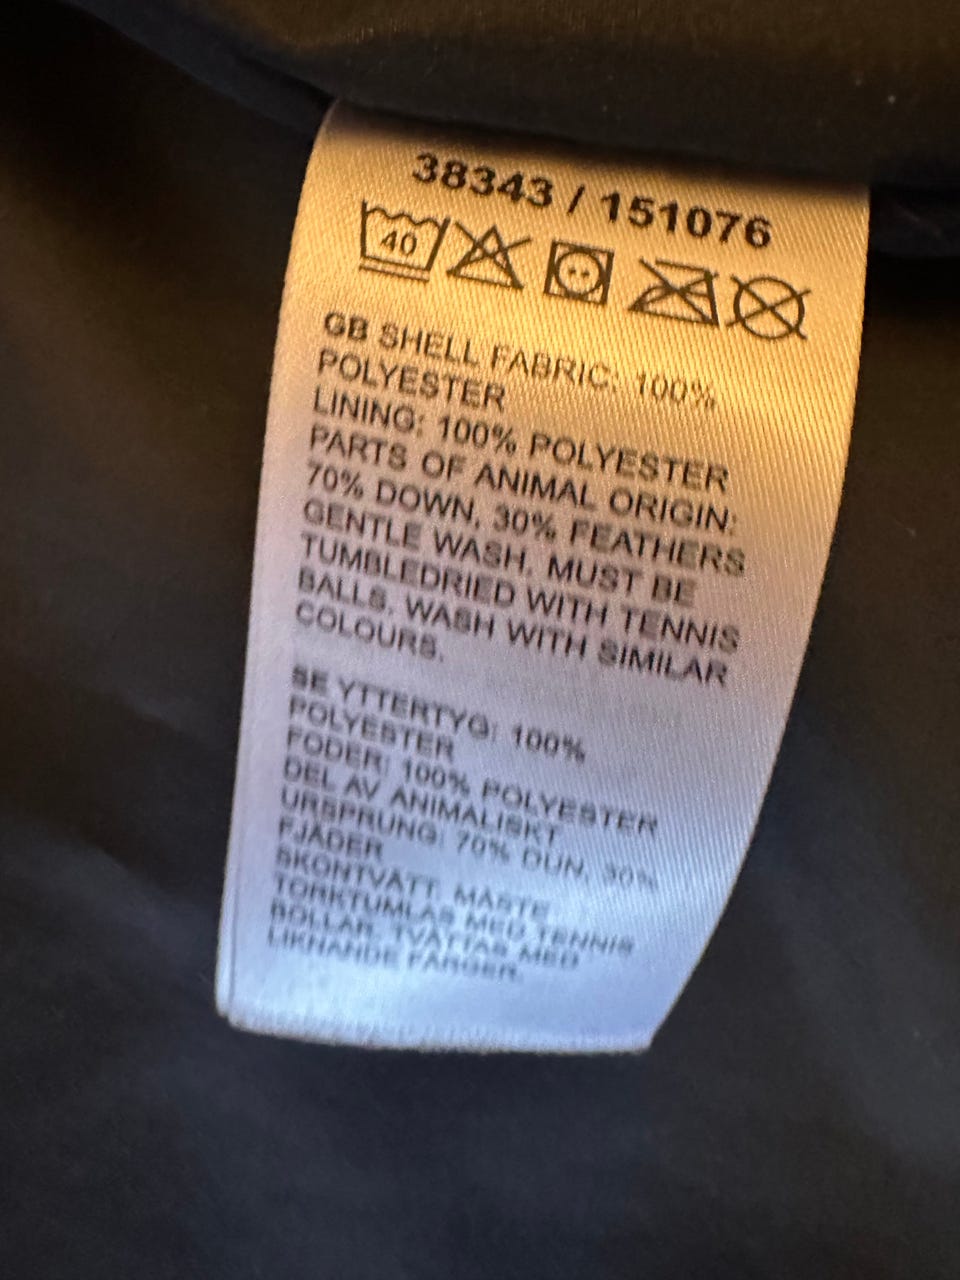 38343 / 151076
40
GB SHELL FABRIC: 100%
POLYESTER
LINING: 100% POLYESTER
PARTS OF ANIMAL ORIGIN:
70% DOWN, 30% FEATHERS
GENTLE WASH. MUST BE
TUMBLEDRIED WITH TENNIS
BALLS. WASH WITH SIMILAR
COLOURS.
SE YTTERTYG: 100%
POLYESTER
FODER: 100% POLYESTER
DEL AV ANIMALISKT
URSPRUNG: 70% DUN, 30%
FJÄDER
SKONTVÄTT. MÅSTE
TORKTUMLAS MED TENNIS
BOLLAR. TVÄTTAS MED
LIKNANDE FÄRGER.